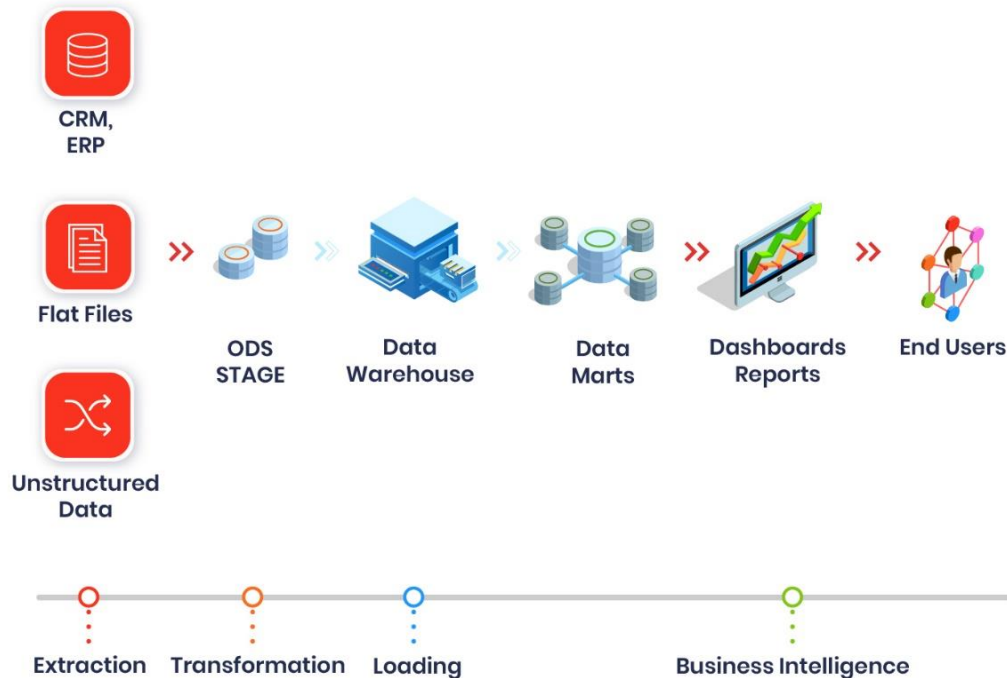 CRM,
ERP
Flat Files
Unstructured
Data
ODS
STAGE
Data
Warehouse
Data
Marts
Dashboards
Reports
End Users
Extraction
Transformation
Loading
Business Intelligence